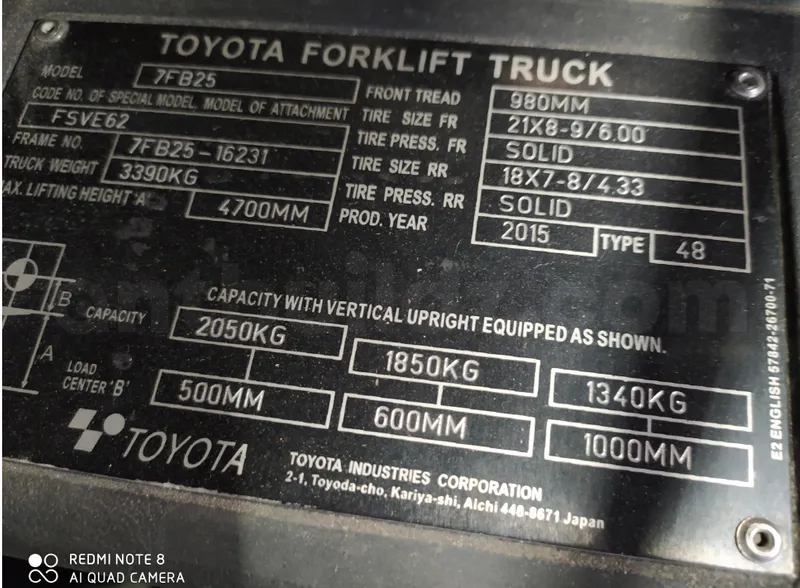 TOYOTA FORKLIFT TRUCK
MODEL 7FB25
CODE NO. OF SPECIAL MODEL. MODEL OF ATTACHMENT
FSVE62
FRAME NO. 7FB25-16231
TRUCK WEIGHT 3390KG
AX. LIFTING HEIGHT 'A' 4700MM
FRONT TREAD 980MM
TIRE SIZE FR 21X8-9/6.00
TIRE PRESS. FR SOLID
TIRE SIZE RR 18X7-8/4.33
TIRE PRESS. RR SOLID
PROD. YEAR 2015 TYPE 48
CAPACITY WITH VERTICAL UPRIGHT EQUIPPED AS SHOWN.
B
A
CAPACITY 2050KG 1850KG 1340KG
LOAD
CENTER 'B' 500MM 600MM 1000MM
TOYOTA
TOYOTA INDUSTRIES CORPORATION
2-1, Toyoda-cho, Kariya-shi, Aichi 448-8671 Japan
E2 ENGLISH 57842-26700-71
REDMI NOTE 8
AI QUAD CAMERA